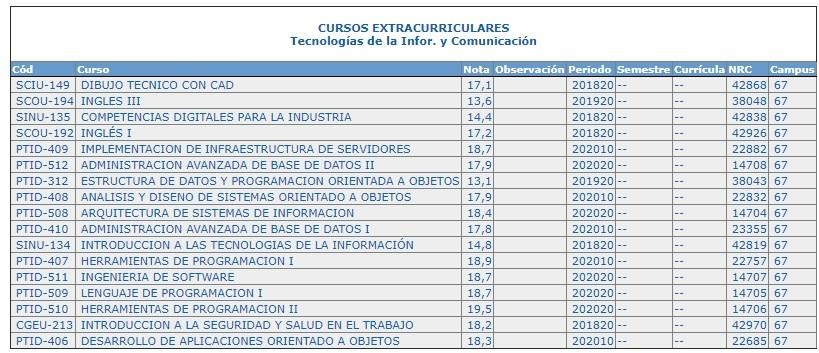 CURSOS EXTRACURRICULARES
Tecnologías de la Infor. y Comunicación
Cód Curso Nota Observación Periodo Semestre Currícula NRC Campus
SCIU-149 DIBUJO TECNICO CON CAD 17,1 201820 -- -- 42868 67
SCOU-194 INGLES III 13,6 201920 -- -- 38048 67
SINU-135 COMPETENCIAS DIGITALES PARA LA INDUSTRIA 14,4 201820 -- -- 42838 67
SCOU-192 INGLÉS I 17,2 201820 -- -- 42926 67
PTID-409 IMPLEMENTACION DE INFRAESTRUCTURA DE SERVIDORES 18,7 202010 -- -- 22882 67
PTID-512 ADMINISTRACION AVANZADA DE BASE DE DATOS II 17,9 202020 -- -- 14708 67
PTID-312 ESTRUCTURA DE DATOS Y PROGRAMACION ORIENTADA A OBJETOS 13,1 201920 -- -- 38043 67
PTID-408 ANALISIS Y DISENO DE SISTEMAS ORIENTADO A OBJETOS 17,9 202010 -- -- 22832 67
PTID-508 ARQUITECTURA DE SISTEMAS DE INFORMACION 18,4 202020 -- -- 14704 67
PTID-410 ADMINISTRACION AVANZADA DE BASE DE DATOS I 17,8 202010 -- -- 23355 67
SINU-134 INTRODUCCION A LAS TECNOLOGIAS DE LA INFORMACIÓN 14,8 201820 -- -- 42819 67
PTID-407 HERRAMIENTAS DE PROGRAMACION I 18,9 202010 -- -- 22757 67
PTID-511 INGENIERIA DE SOFTWARE 18,7 202020 -- -- 14707 67
PTID-509 LENGUAJE DE PROGRAMACION I 18,7 202020 -- -- 14705 67
PTID-510 HERRAMIENTAS DE PROGRAMACION II 19,5 202020 -- -- 14706 67
CGEU-213 INTRODUCCION A LA SEGURIDAD Y SALUD EN EL TRABAJO 18,2 201820 -- -- 42970 67
PTID-406 DESARROLLO DE APLICACIONES ORIENTADO A OBJETOS 18,3 202010 -- -- 22685 67